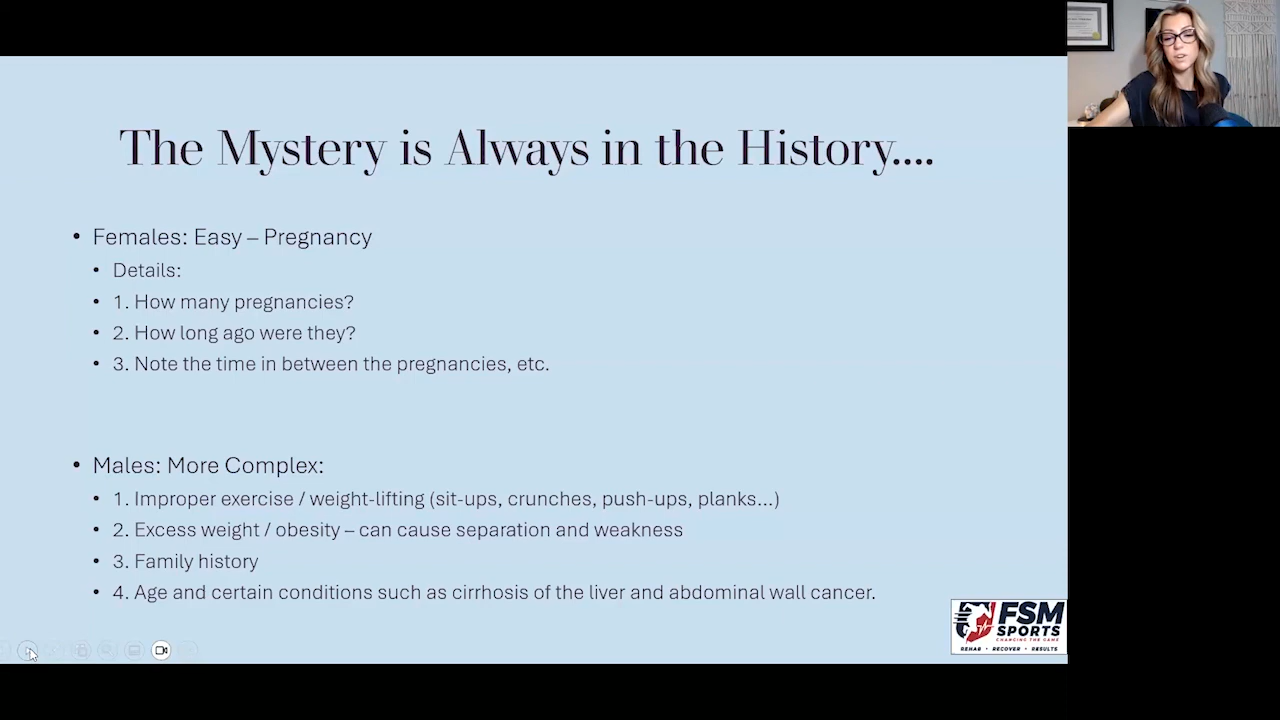 The Mystery is Always in the History....
• Females: Easy – Pregnancy
• Details:
• 1. How many pregnancies?
• 2. How long ago were they?
• 3. Note the time in between the pregnancies, etc.
• Males: More Complex:
• 1. Improper exercise / weight-lifting (sit-ups, crunches, push-ups, planks...)
• 2. Excess weight / obesity – can cause separation and weakness
• 3. Family history
• 4. Age and certain conditions such as cirrhosis of the liver and abdominal wall cancer.
FSM
SPORTS
CHANGING THE GAME
REHAB • RECOVER • RESULTS